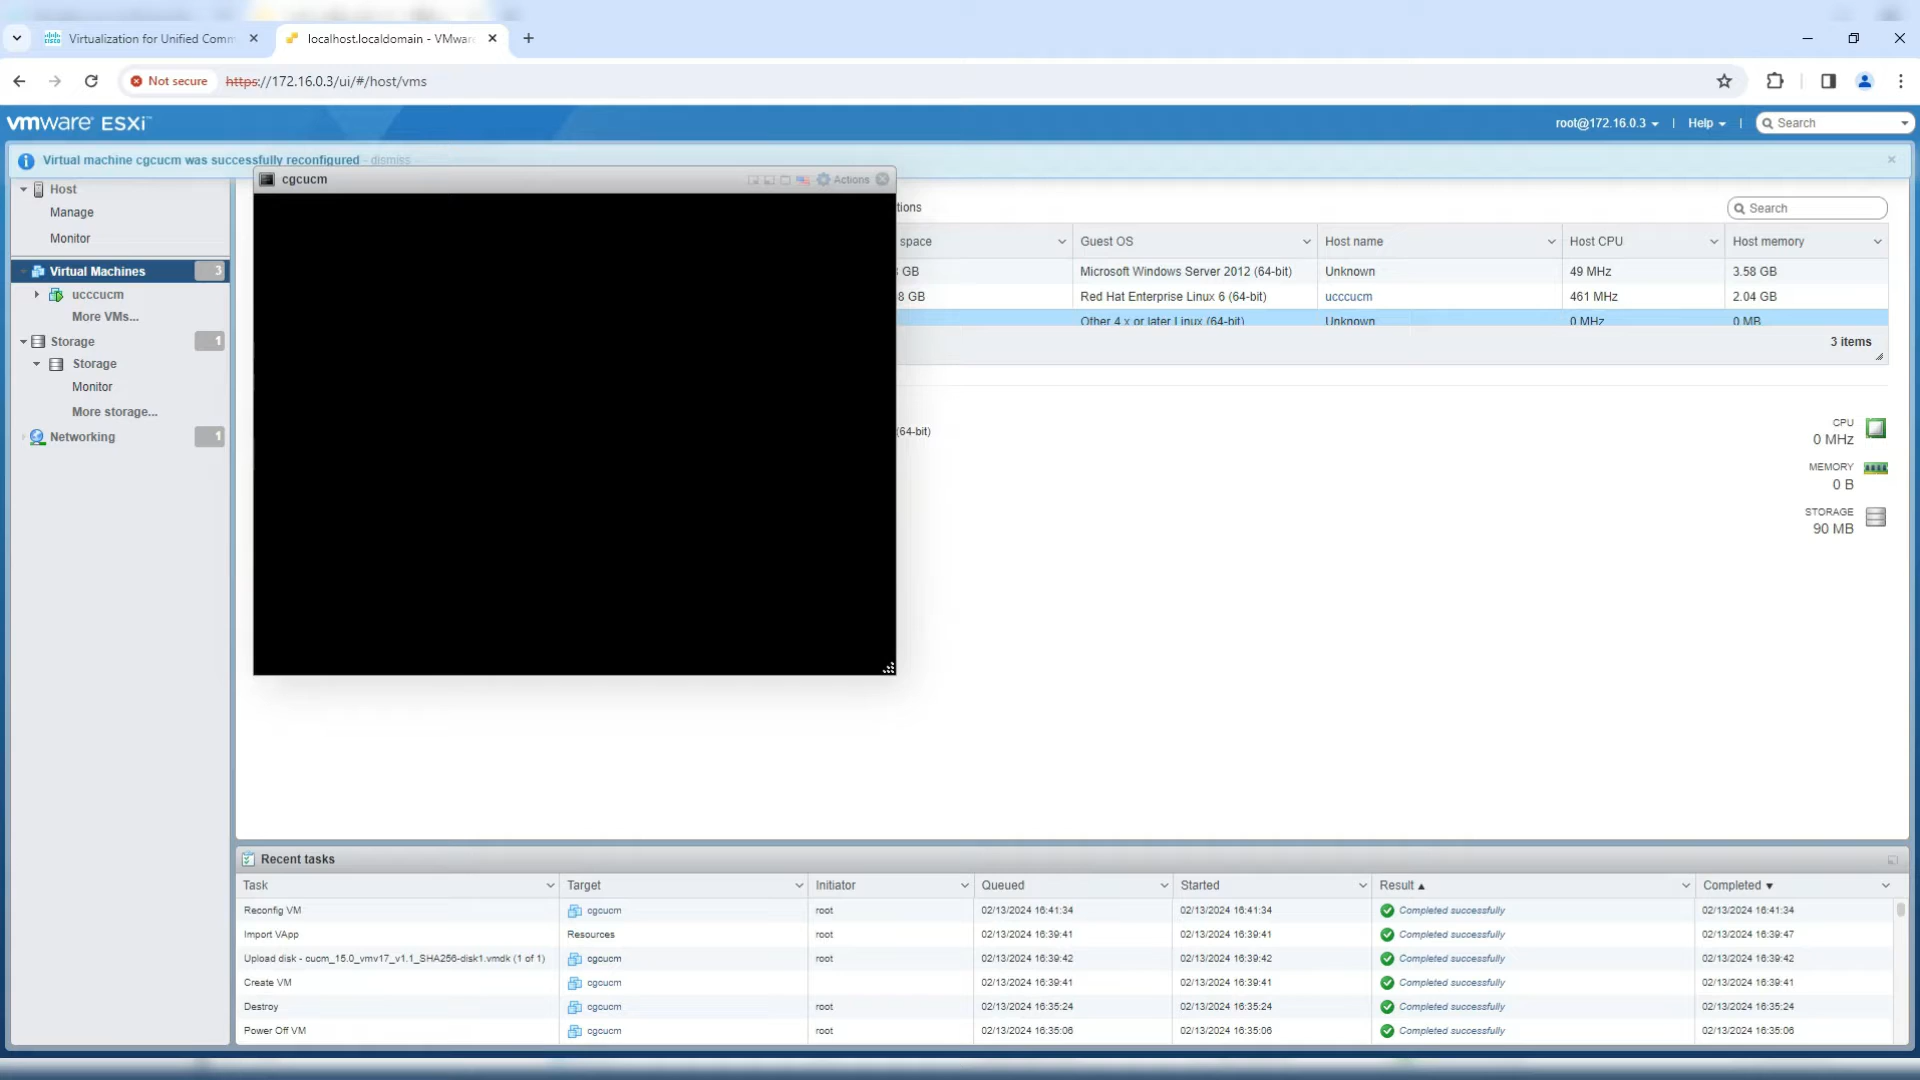 Virtualization for Unified Comm
localhost.localdomain - VMware
Not secure
https://172.16.0.3/ui/#/host/vms
vmware ESXi
root@172.16.0.3
|
Help
|
Search
Virtual machine cgcucm was successfully reconfigured - dismiss
Host
Manage
Monitor
Virtual Machines 3
ucccucm
More VMs...
Storage 1
Storage
Monitor
More storage...
Networking 1
cgcucm
Actions
tions
Search
space
Guest OS
Host name
Host CPU
Host memory
GB
Microsoft Windows Server 2012 (64-bit)
Unknown
49 MHz
3.58 GB
8 GB
Red Hat Enterprise Linux 6 (64-bit)
ucccucm
461 MHz
2.04 GB
Other 4.x or later Linux (64-bit)
Unknown
0 MHz
0 MB
3 items
(64-bit)
CPU
0 MHz
MEMORY
0 B
STORAGE
90 MB
Recent tasks
Task Target Initiator Queued Started Result Completed
Reconfig VM cgcucm root 02/13/2024 16:41:34 02/13/2024 16:41:34 Completed successfully 02/13/2024 16:41:34
Import VApp Resources root 02/13/2024 16:39:41 02/13/2024 16:39:41 Completed successfully 02/13/2024 16:39:47
Upload disk - cucm_15.0_vmv17_v1.1_SHA256-disk1.vmdk (1 of 1) cgcucm root 02/13/2024 16:39:42 02/13/2024 16:39:42 Completed successfully 02/13/2024 16:39:42
Create VM cgcucm 02/13/2024 16:39:41 02/13/2024 16:39:41 Completed successfully 02/13/2024 16:39:41
Destroy cgcucm root 02/13/2024 16:35:24 02/13/2024 16:35:24 Completed successfully 02/13/2024 16:35:24
Power Off VM cgcucm root 02/13/2024 16:35:06 02/13/2024 16:35:06 Completed successfully 02/13/2024 16:35:06